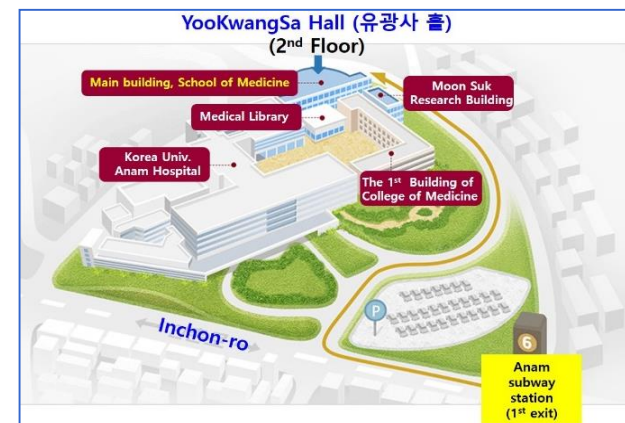 YooKwangSa Hall (유광사 홀)
(2nd Floor)
Main building, School of Medicine
Moon Suk
Research Building
Medical Library
Korea Univ.
Anam Hospital
The 1st Building of
College of Medicine
P
Inchon-ro
6
Anam
subway
station
(1st exit)